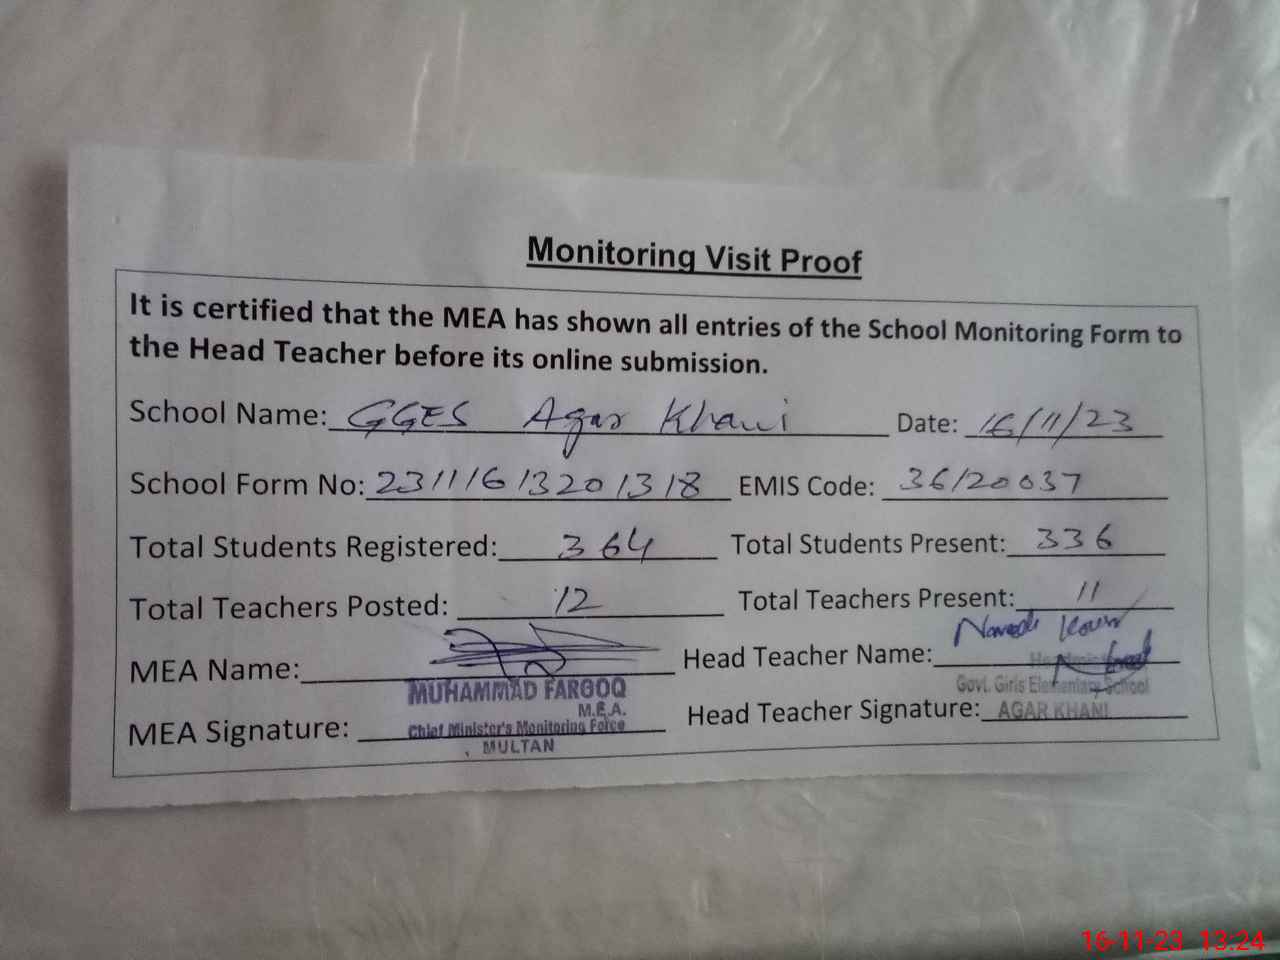 Monitoring Visit Proof
It is certified that the MEA has shown all entries of the School Monitoring Form to
the Head Teacher before its online submission.
School Name: GGES Agar Khani Date: 16/11/23
School Form No: 231116132013 18 EMIS Code: 36120037
Total Students Registered: 364 Total Students Present: 336
Total Teachers Posted: 12 Total Teachers Present: 11
MEA Name: Head Teacher Name:
MUHAMMAD FAROOQ
M.E.A.
Govt. Girls Elementary School
MEA Signature: Chief Minister's Monitoring Force Head Teacher Signature: AGAR KHANI
MULTAN
16-11-23 13:24